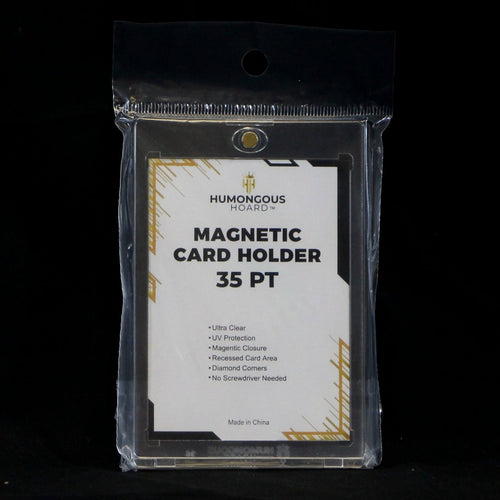 HUMONGOUS
HOARD™
MAGNETIC
CARD HOLDER
35 PT
• Ultra Clear
• UV Protection
• Magentic Closure
• Recessed Card Area
• Diamond Corners
• No Screwdriver Needed
Made in China